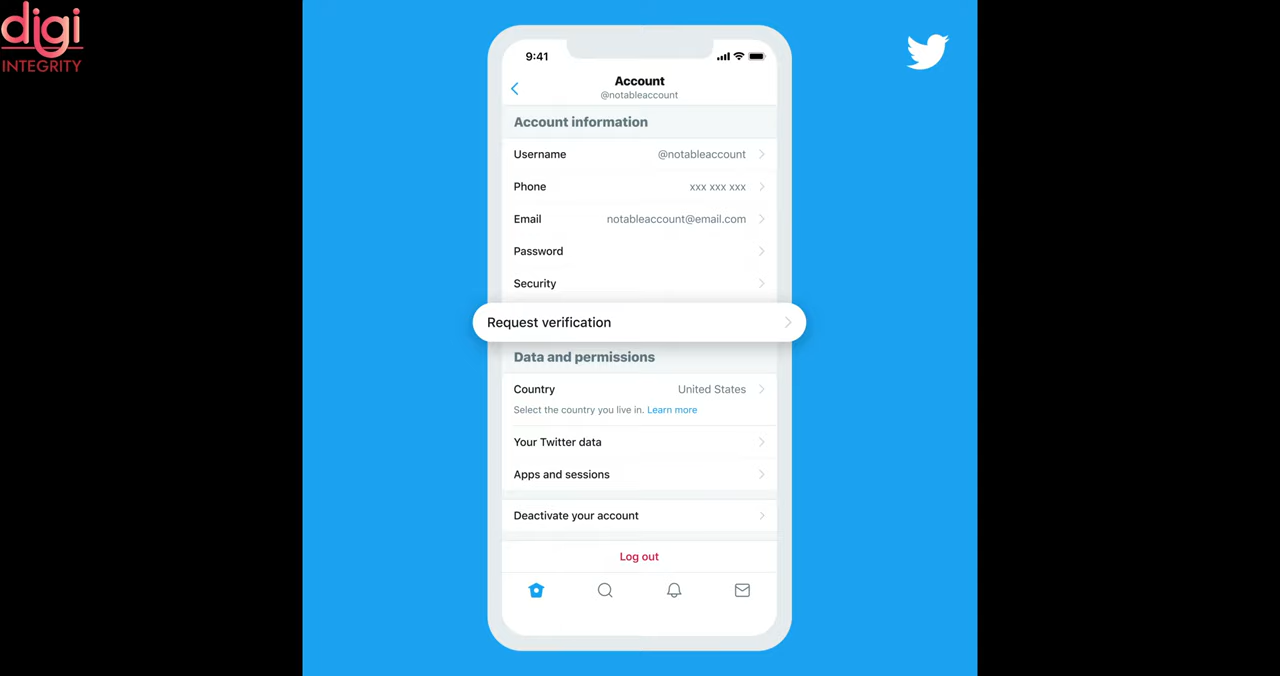 digi
INTEGRITY
9:41
Account
@notableaccount
Account information
Username @notableaccount
Phone xxx xxx xxx
Email notableaccount@email.com
Password
Security
Request verification
Data and permissions
Country United States
Select the country you live in. Learn more
Your Twitter data
Apps and sessions
Deactivate your account
Log out